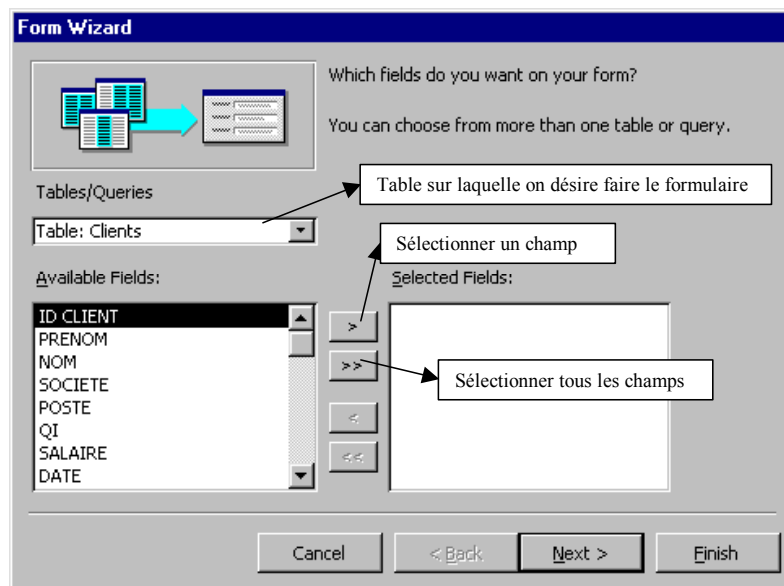 Form Wizard
Which fields do you want on your form?
You can choose from more than one table or query.
Table sur laquelle on désire faire le formulaire
Tables/Queries
Table: Clients
Sélectionner un champ
Available Fields:
Selected Fields:
ID CLIENT
PRENOM
NOM
SOCIETE
POSTE
QI
SALAIRE
DATE
>
>>
<
<<
Sélectionner tous les champs
Cancel
< Back
Next >
Finish